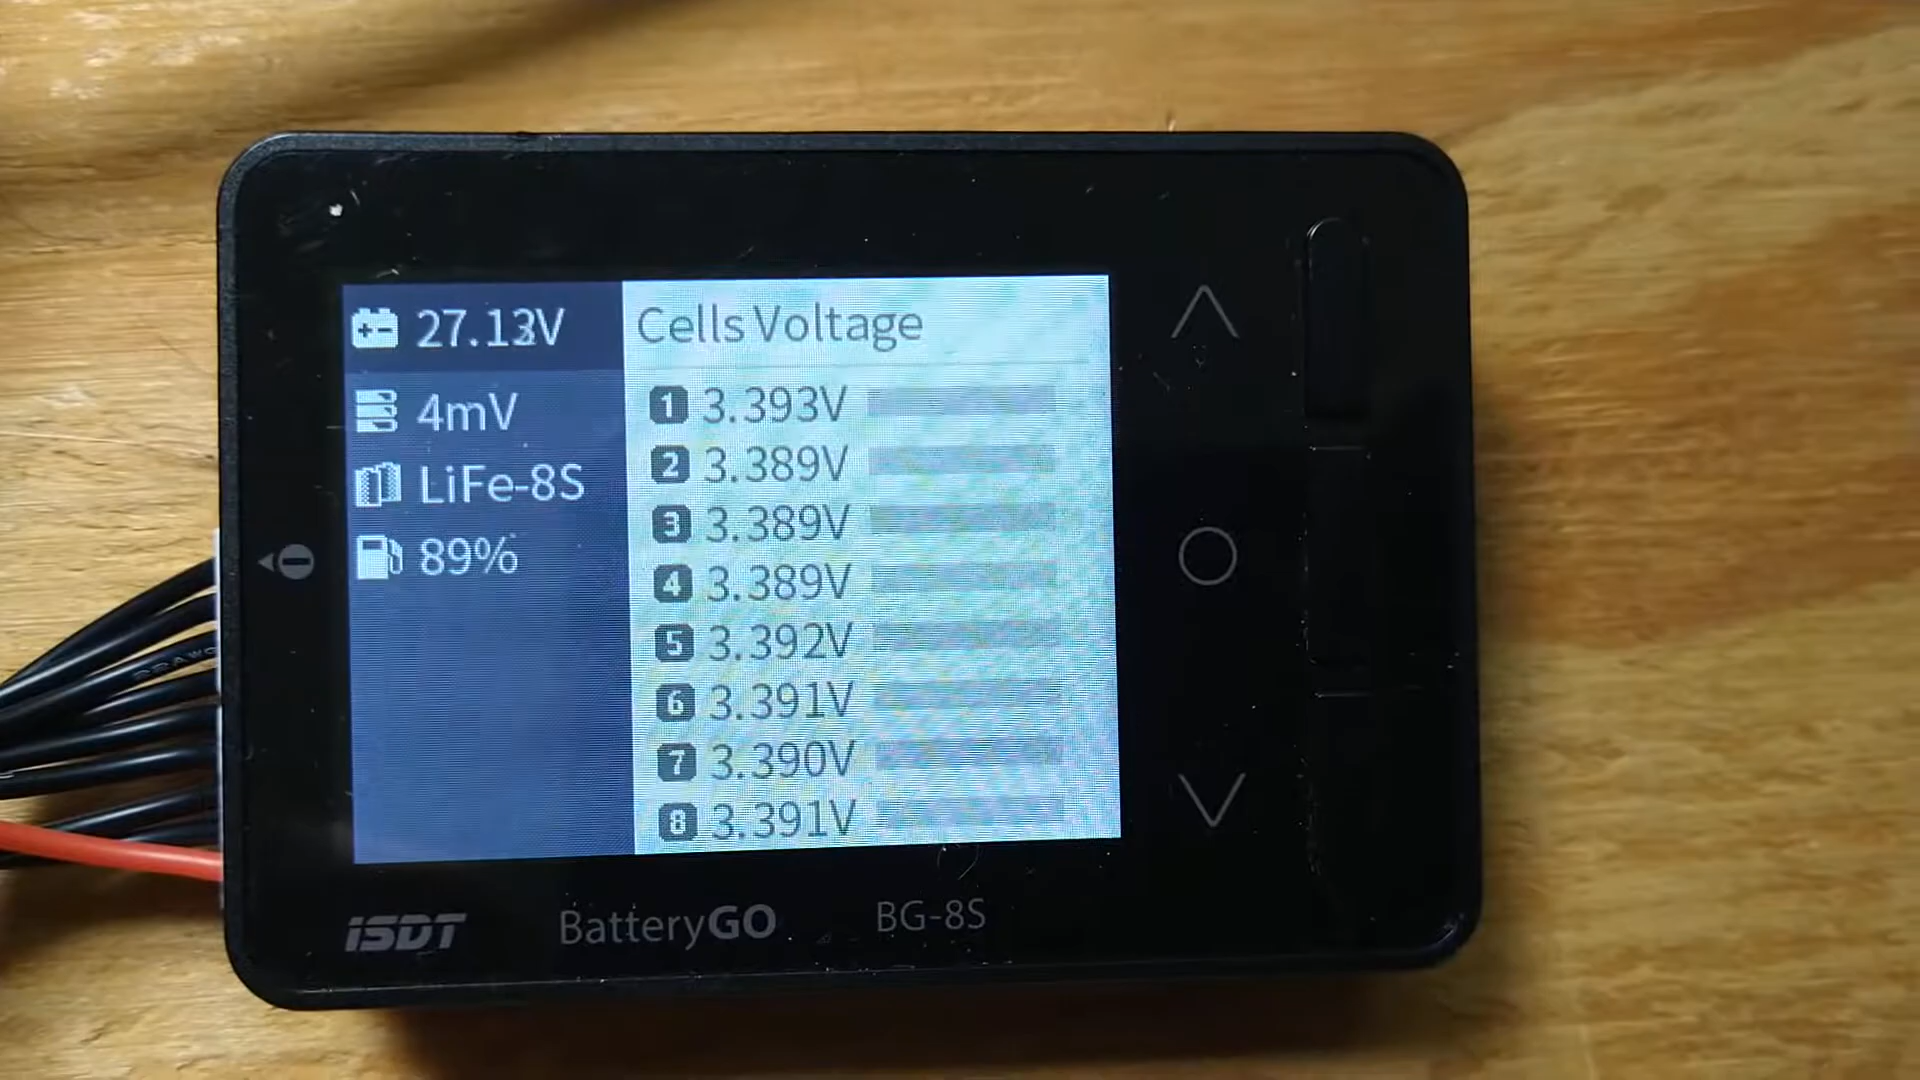 27.13V
4mV
LiFe-8S
89%
Cells Voltage
1 3.393V
2 3.389V
3 3.389V
4 3.389V
5 3.392V
6 3.391V
7 3.390V
8 3.391V
iSDT BatteryGO BG-8S